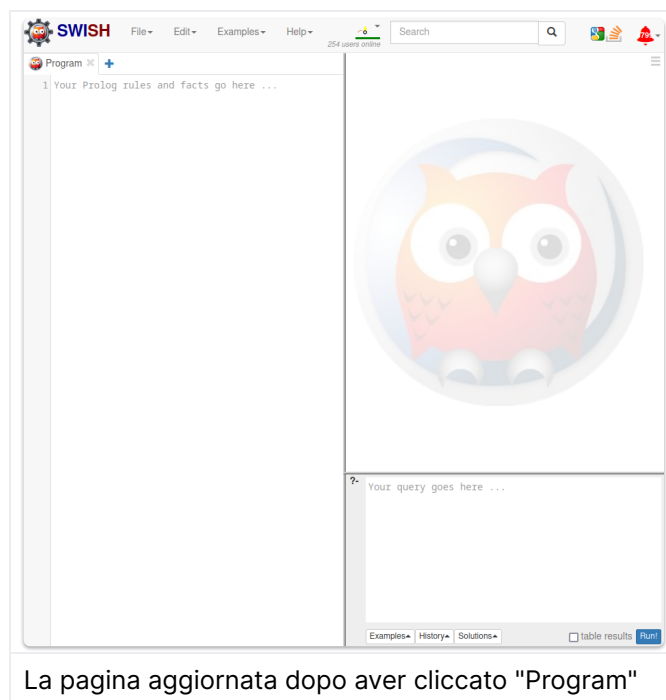 SWISH File Edit Examples Help 254 users online Search
Program
1 Your Prolog rules and facts go here ...
?- Your query goes here ...
Examples History Solutions table results Run!
La pagina aggiornata dopo aver cliccato "Program"